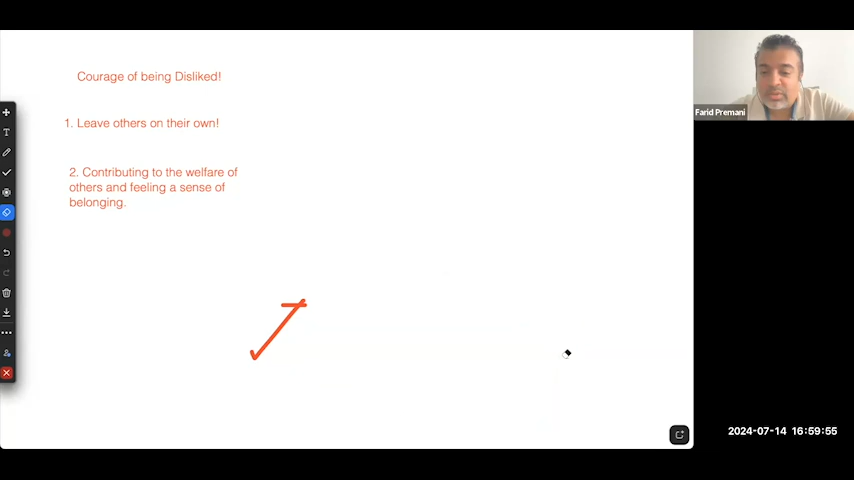 Courage of being Disliked!
Farid Premani
1. Leave others on their own!
2. Contributing to the welfare of
others and feeling a sense of
belonging.
2024-07-14 16:59:55